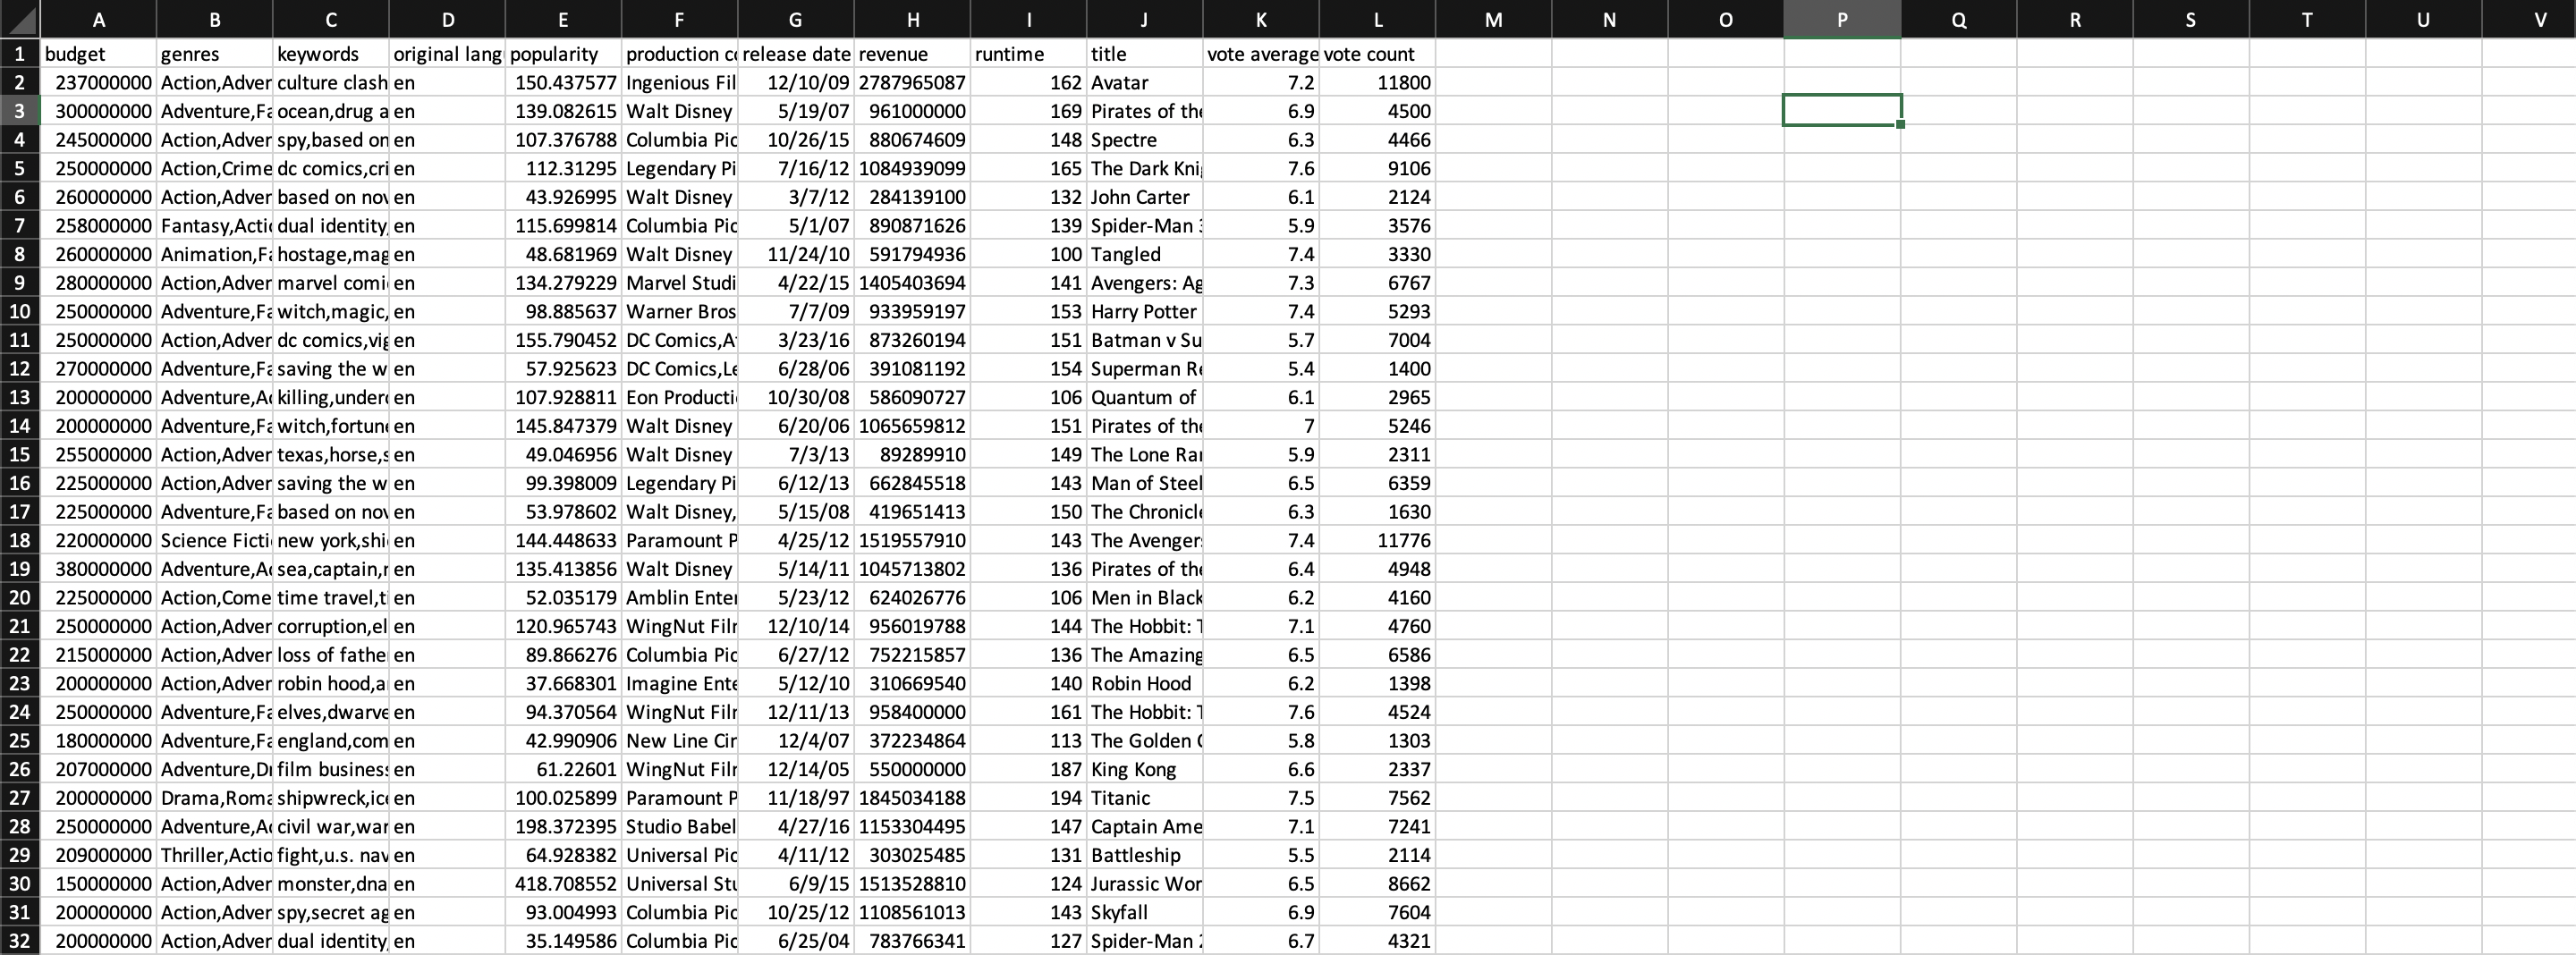 A B C D E F G H I J K L M N O P Q R S T U V
1 budget genres keywords original lang popularity production co release date revenue runtime title vote average vote count
2 237000000 Action,Adver culture clash en 150.437577 Ingenious Fil 12/10/09 2787965087 162 Avatar 7.2 11800
3 300000000 Adventure,Fa ocean,drug a en 139.082615 Walt Disney 5/19/07 961000000 169 Pirates of the 6.9 4500
4 245000000 Action,Adver spy,based on en 107.376788 Columbia Pic 10/26/15 880674609 148 Spectre 6.3 4466
5 250000000 Action,Crime dc comics,cri en 112.31295 Legendary Pi 7/16/12 1084939099 165 The Dark Knig 7.6 9106
6 260000000 Action,Adver based on nov en 43.926995 Walt Disney 3/7/12 284139100 132 John Carter 6.1 2124
7 258000000 Fantasy,Actio dual identity, en 115.699814 Columbia Pic 5/1/07 890871626 139 Spider-Man 3 5.9 3576
8 260000000 Animation,Fa hostage,mag en 48.681969 Walt Disney 11/24/10 591794936 100 Tangled 7.4 3330
9 280000000 Action,Adver marvel comi en 134.279229 Marvel Studi 4/22/15 1405403694 141 Avengers: Ag 7.3 6767
10 250000000 Adventure,Fa witch,magic, en 98.885637 Warner Bros 7/7/09 933959197 153 Harry Potter 7.4 5293
11 250000000 Action,Adver dc comics,vig en 155.790452 DC Comics,At 3/23/16 873260194 151 Batman v Su 5.7 7004
12 270000000 Adventure,Fa saving the w en 57.925623 DC Comics,Le 6/28/06 391081192 154 Superman Re 5.4 1400
13 200000000 Adventure,Ac killing,underc en 107.928811 Eon Producti 10/30/08 586090727 106 Quantum of 6.1 2965
14 200000000 Adventure,Fa witch,fortune en 145.847379 Walt Disney 6/20/06 1065659812 151 Pirates of the 7 5246
15 255000000 Action,Adver texas,horse,s en 49.046956 Walt Disney 7/3/13 89289910 149 The Lone Ran 5.9 2311
16 225000000 Action,Adver saving the w en 99.398009 Legendary Pi 6/12/13 662845518 143 Man of Steel 6.5 6359
17 225000000 Adventure,Fa based on nov en 53.978602 Walt Disney, 5/15/08 419651413 150 The Chronicle 6.3 1630
18 220000000 Science Ficti new york,shi en 144.448633 Paramount P 4/25/12 1519557910 143 The Avengers 7.4 11776
19 380000000 Adventure,Ac sea,captain,r en 135.413856 Walt Disney 5/14/11 1045713802 136 Pirates of the 6.4 4948
20 225000000 Action,Come time travel,ti en 52.035179 Amblin Enter 5/23/12 624026776 106 Men in Black 6.2 4160
21 250000000 Action,Adver corruption,el en 120.965743 WingNut Film 12/10/14 956019788 144 The Hobbit: T 7.1 4760
22 215000000 Action,Adver loss of fathe en 89.866276 Columbia Pic 6/27/12 752215857 136 The Amazing 6.5 6586
23 200000000 Action,Adver robin hood,a en 37.668301 Imagine Ente 5/12/10 310669540 140 Robin Hood 6.2 1398
24 250000000 Adventure,Fa elves,dwarve en 94.370564 WingNut Film 12/11/13 958400000 161 The Hobbit: T 7.6 4524
25 180000000 Adventure,Fa england,com en 42.990906 New Line Cin 12/4/07 372234864 113 The Golden C 5.8 1303
26 207000000 Adventure,Dr film business en 61.22601 WingNut Film 12/14/05 550000000 187 King Kong 6.6 2337
27 200000000 Drama,Roma shipwreck,ice en 100.025899 Paramount P 11/18/97 1845034188 194 Titanic 7.5 7562
28 250000000 Adventure,Ac civil war,war en 198.372395 Studio Babel 4/27/16 1153304495 147 Captain Ame 7.1 7241
29 209000000 Thriller,Actio fight,u.s. nav en 64.928382 Universal Pic 4/11/12 303025485 131 Battleship 5.5 2114
30 150000000 Action,Adver monster,dna en 418.708552 Universal Stu 6/9/15 1513528810 124 Jurassic Wor 6.5 8662
31 200000000 Action,Adver spy,secret ag en 93.004993 Columbia Pic 10/25/12 1108561013 143 Skyfall 6.9 7604
32 200000000 Action,Adver dual identity, en 35.149586 Columbia Pic 6/25/04 783766341 127 Spider-Man 2 6.7 4321